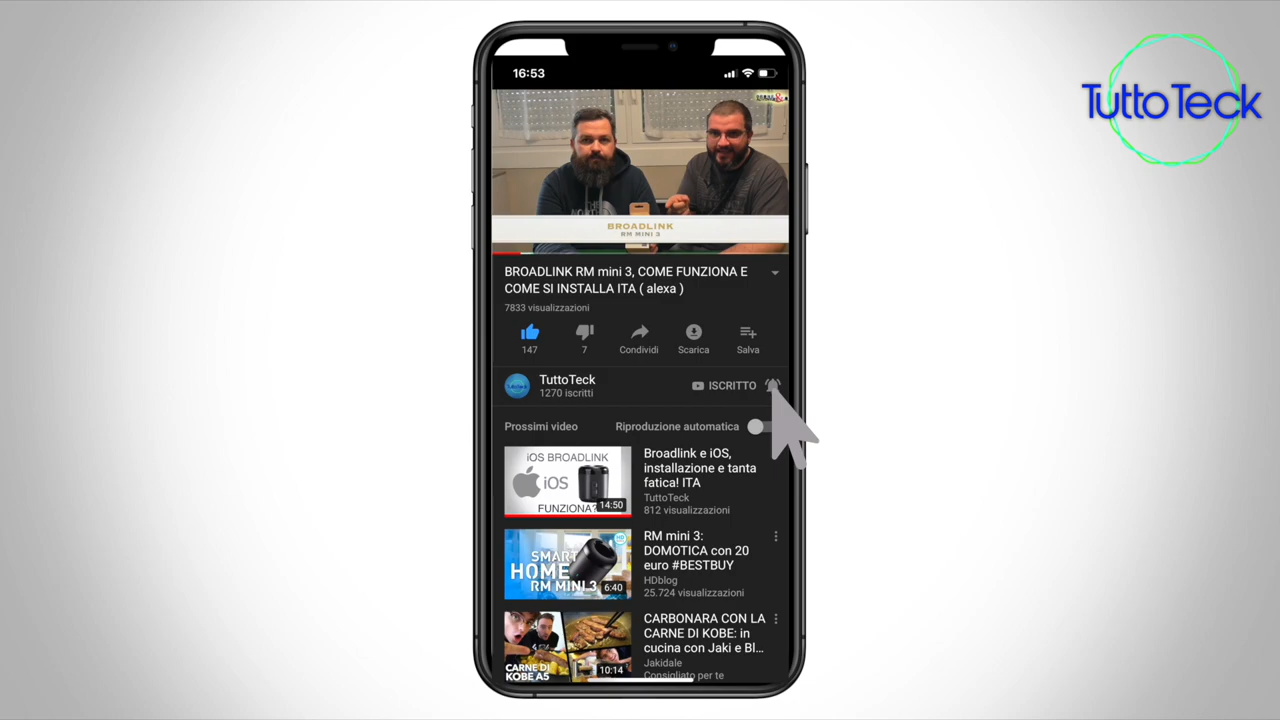 TuttoTeck
16:53
BROADLINK
RM MINI 3
BROADLINK RM mini 3, COME FUNZIONA E
COME SI INSTALLA ITA ( alexa )
7833 visualizzazioni
147
7
Condividi
Scarica
Salva
TuttoTeck
1270 iscritti
ISCRITTO
Prossimi video
Riproduzione automatica
iOS BROADLINK
iOS
FUNZIONA?
14:50
Broadlink e iOS,
installazione e tanta
fatica! ITA
TuttoTeck
812 visualizzazioni
SMART
HOME
RM MINI 3
HD
6:40
RM mini 3:
DOMOTICA con 20
euro #BESTBUY
HDblog
25.724 visualizzazioni
CARNE DI
KOBE A5
10:14
CARBONARA CON LA
CARNE DI KOBE: in
cucina con Jaki e Bl...
Jakidale
Consigliato per te